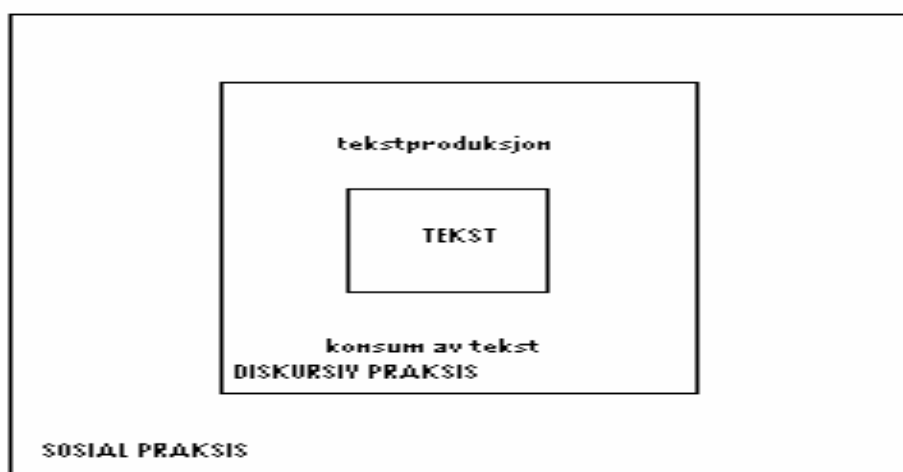 tekstproduksjon
TEKST
konsum av tekst
DISKURSIV PRAKSIS
SOSIAL PRAKSIS